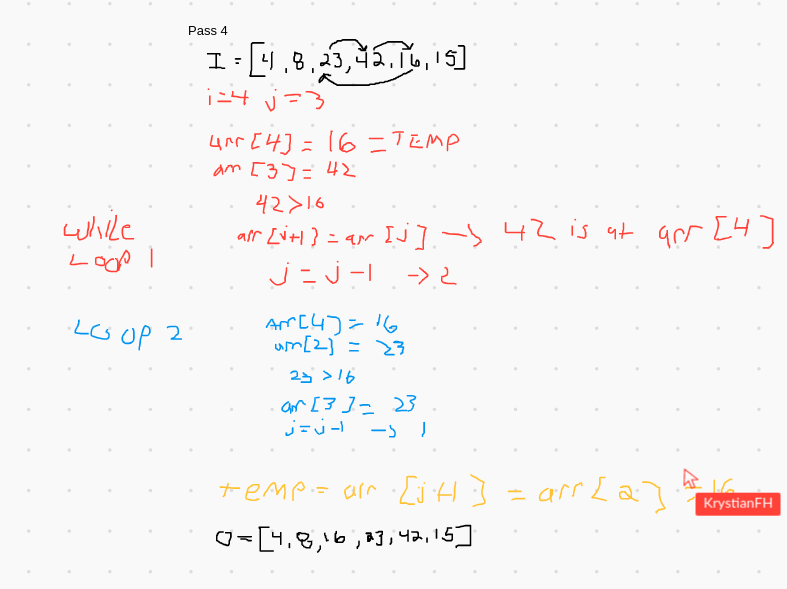 Pass 4
I = [4, 8, 23, 42, 16, 15]
i=4 j=3
arr[4] = 16 = TEMP
arr[3] = 42
42>16
while
Loop 1
arr[j+1] = arr[j] -> 42 is at arr[4]
j = j-1 -> 2
Loop 2
Arr[4] = 16
arr[2] = 23
23 >16
arr[3] = 23
j=j-1 -> 1
temp= arr [j+1] = arr[2] =16
KrystianFH
O=[4,8,16,23,42,15]